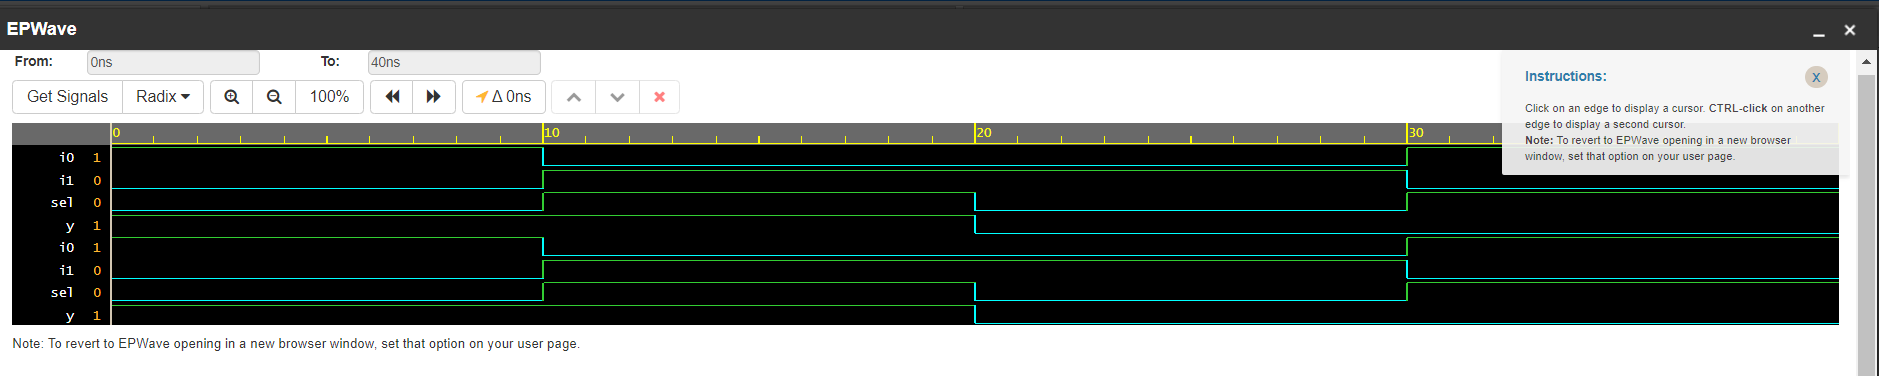 EPWave
From: 0ns To: 40ns
Instructions: X
Get Signals Radix 100% Δ 0ns
Click on an edge to display a cursor. CTRL-click on another
edge to display a second cursor.
Note: To revert to EPWave opening in a new browser
window, set that option on your user page.
0 10 20 30
i0 1
i1 0
sel 0
y 1
i0 1
i1 0
sel 0
y 1
Note: To revert to EPWave opening in a new browser window, set that option on your user page.